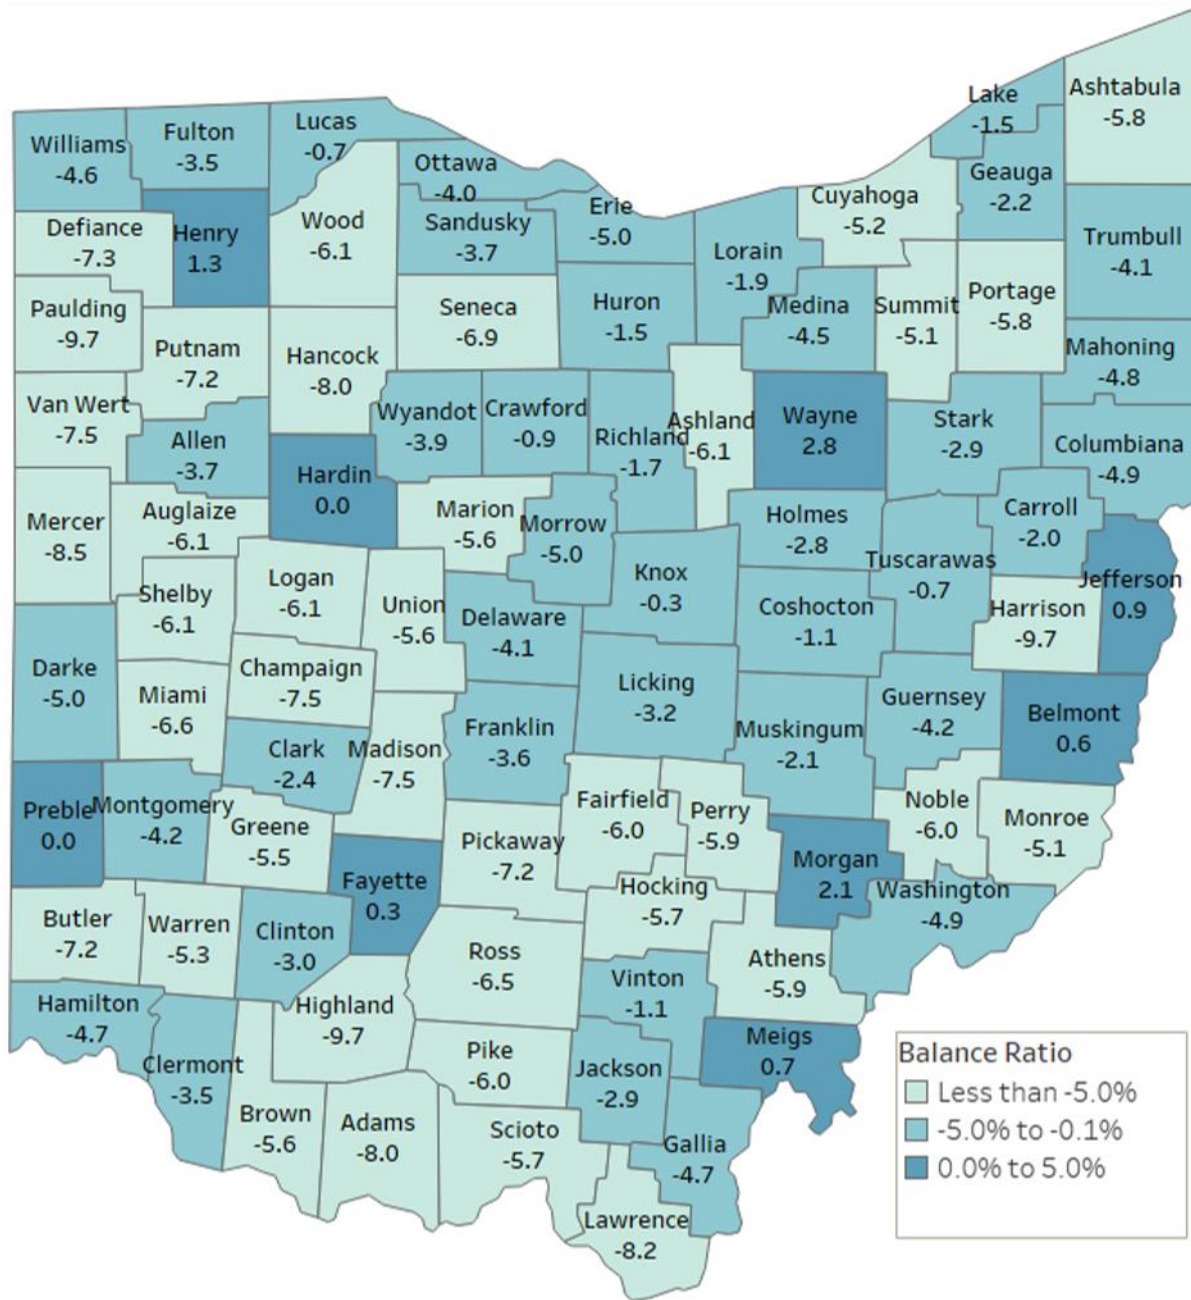 Lake
-1.5
Ashtabula
-5.8
Williams
-4.6
Fulton
-3.5
Lucas
-0.7
Ottawa
-4.0
Geauga
-2.2
Cuyahoga
-5.2
Erie
-5.0
Defiance
-7.3
Henry
1.3
Wood
-6.1
Sandusky
-3.7
Lorain
-1.9
Trumbull
-4.1
Paulding
-9.7
Seneca
-6.9
Huron
-1.5
Medina
-4.5
Summit
-5.1
Portage
-5.8
Putnam
-7.2
Hancock
-8.0
Mahoning
-4.8
Van Wert
-7.5
Allen
-3.7
Wyandot
-3.9
Crawford
-0.9
Richland
-1.7
Ashland
-6.1
Wayne
2.8
Stark
-2.9
Columbiana
-4.9
Hardin
0.0
Mercer
-8.5
Auglaize
-6.1
Marion
-5.6
Morrow
-5.0
Holmes
-2.8
Carroll
-2.0
Tuscarawas
-0.7
Jefferson
0.9
Shelby
-6.1
Logan
-6.1
Union
-5.6
Delaware
-4.1
Knox
-0.3
Coshocton
-1.1
Harrison
-9.7
Darke
-5.0
Miami
-6.6
Champaign
-7.5
Licking
-3.2
Guernsey
-4.2
Belmont
0.6
Clark
-2.4
Madison
-7.5
Franklin
-3.6
Muskingum
-2.1
Preble
0.0
Montgomery
-4.2
Greene
-5.5
Pickaway
-7.2
Fairfield
-6.0
Perry
-5.9
Noble
-6.0
Monroe
-5.1
Morgan
2.1
Fayette
0.3
Hocking
-5.7
Washington
-4.9
Butler
-7.2
Warren
-5.3
Clinton
-3.0
Ross
-6.5
Athens
-5.9
Vinton
-1.1
Hamilton
-4.7
Highland
-9.7
Meigs
0.7
Pike
-6.0
Jackson
-2.9
Clermont
-3.5
Brown
-5.6
Adams
-8.0
Scioto
-5.7
Gallia
-4.7
Lawrence
-8.2
Balance Ratio
Less than -5.0%
-5.0% to -0.1%
0.0% to 5.0%